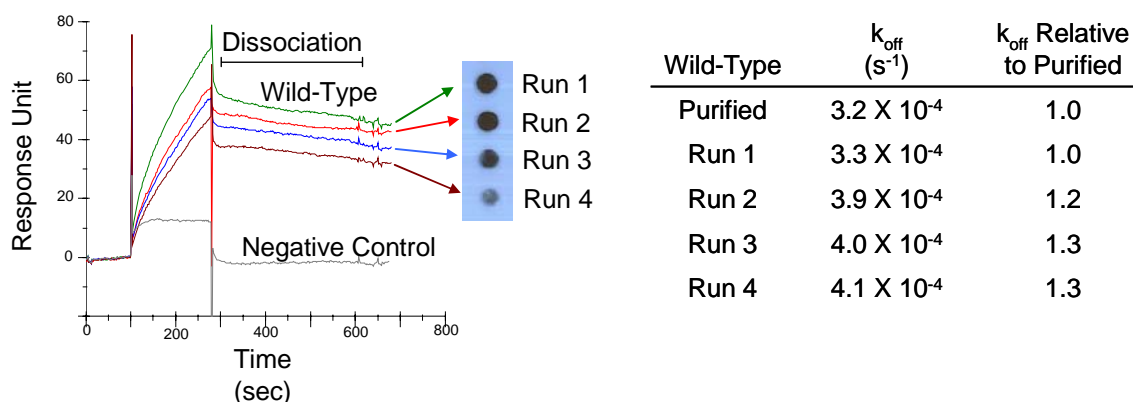 80
60
40
20
0
Response Unit
0 200 400 600 800
Time
(sec)
Dissociation
Wild-Type
Negative Control
Run 1
Run 2
Run 3
Run 4
Wild-Type k_off (s⁻¹) k_off Relative to Purified
Purified 3.2 X 10⁻⁴ 1.0
Run 1 3.3 X 10⁻⁴ 1.0
Run 2 3.9 X 10⁻⁴ 1.2
Run 3 4.0 X 10⁻⁴ 1.3
Run 4 4.1 X 10⁻⁴ 1.3